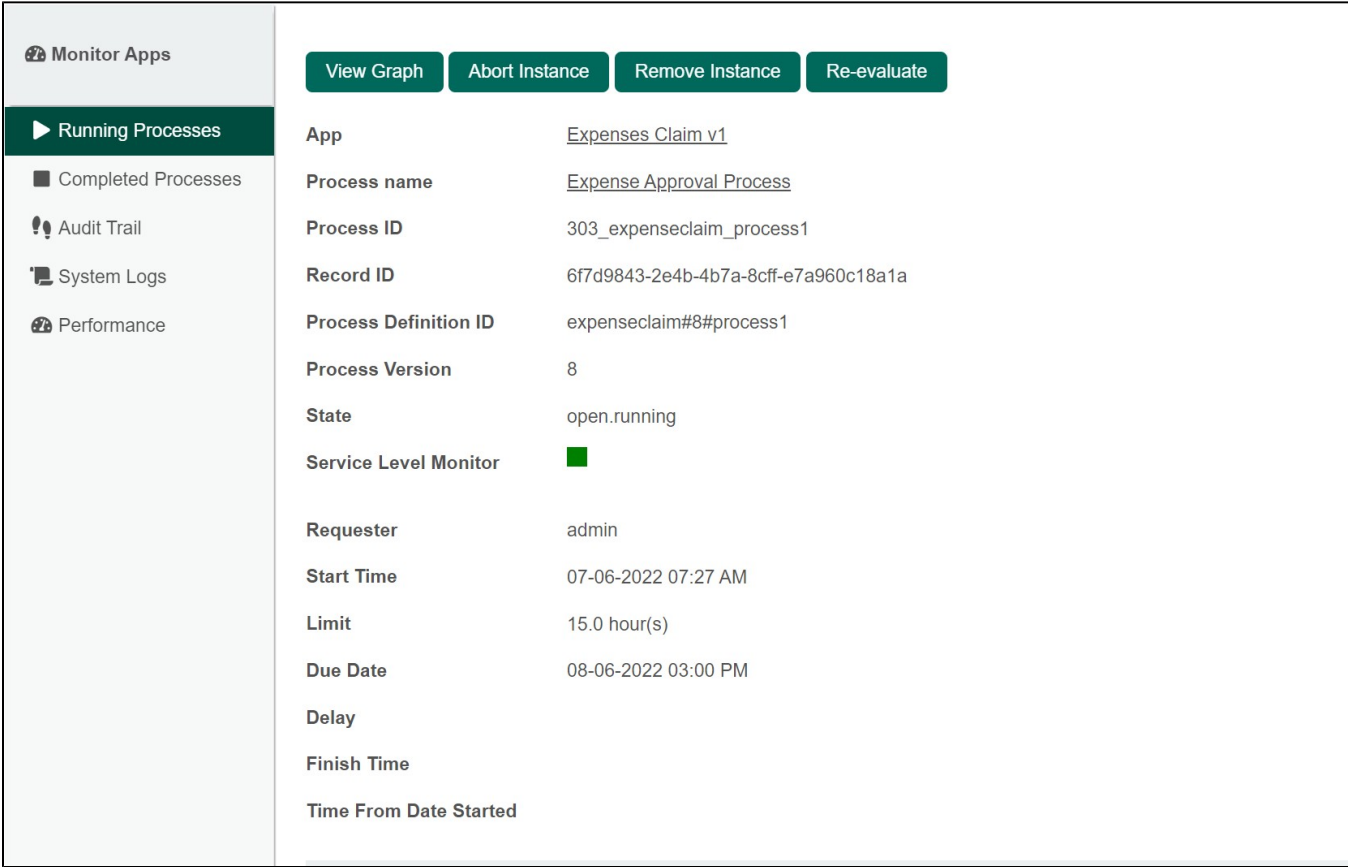 Monitor Apps
Running Processes
Completed Processes
Audit Trail
System Logs
Performance
View Graph Abort Instance Remove Instance Re-evaluate
App Expenses Claim v1
Process name Expense Approval Process
Process ID 303_expenseclaim_process1
Record ID 6f7d9843-2e4b-4b7a-8cff-e7a960c18a1a
Process Definition ID expenseclaim#8#process1
Process Version 8
State open.running
Service Level Monitor
Requester admin
Start Time 07-06-2022 07:27 AM
Limit 15.0 hour(s)
Due Date 08-06-2022 03:00 PM
Delay
Finish Time
Time From Date Started